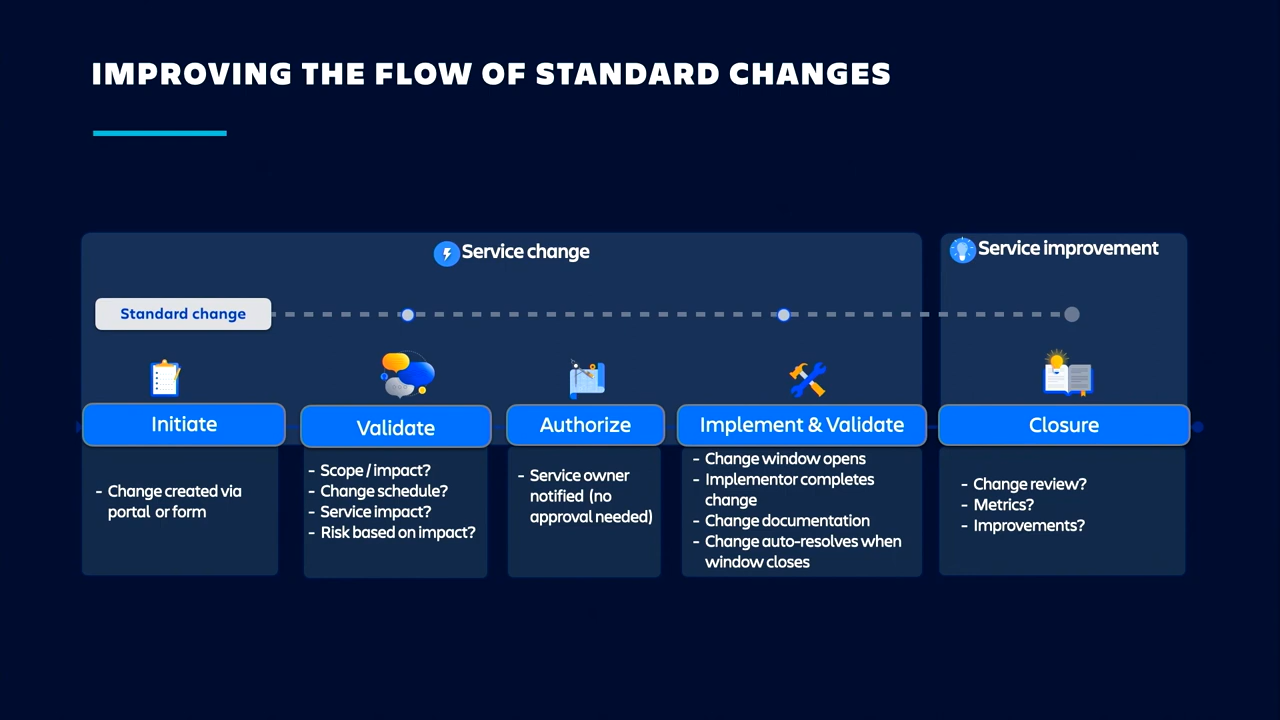 IMPROVING THE FLOW OF STANDARD CHANGES
Service change
Service improvement
Standard change
Initiate
- Change created via
portal or form
Validate
- Scope / impact?
- Change schedule?
- Service impact?
- Risk based on impact?
Authorize
- Service owner
notified (no
approval needed)
Implement & Validate
- Change window opens
- Implementor completes
change
- Change documentation
- Change auto-resolves when
window closes
Closure
- Change review?
- Metrics?
- Improvements?